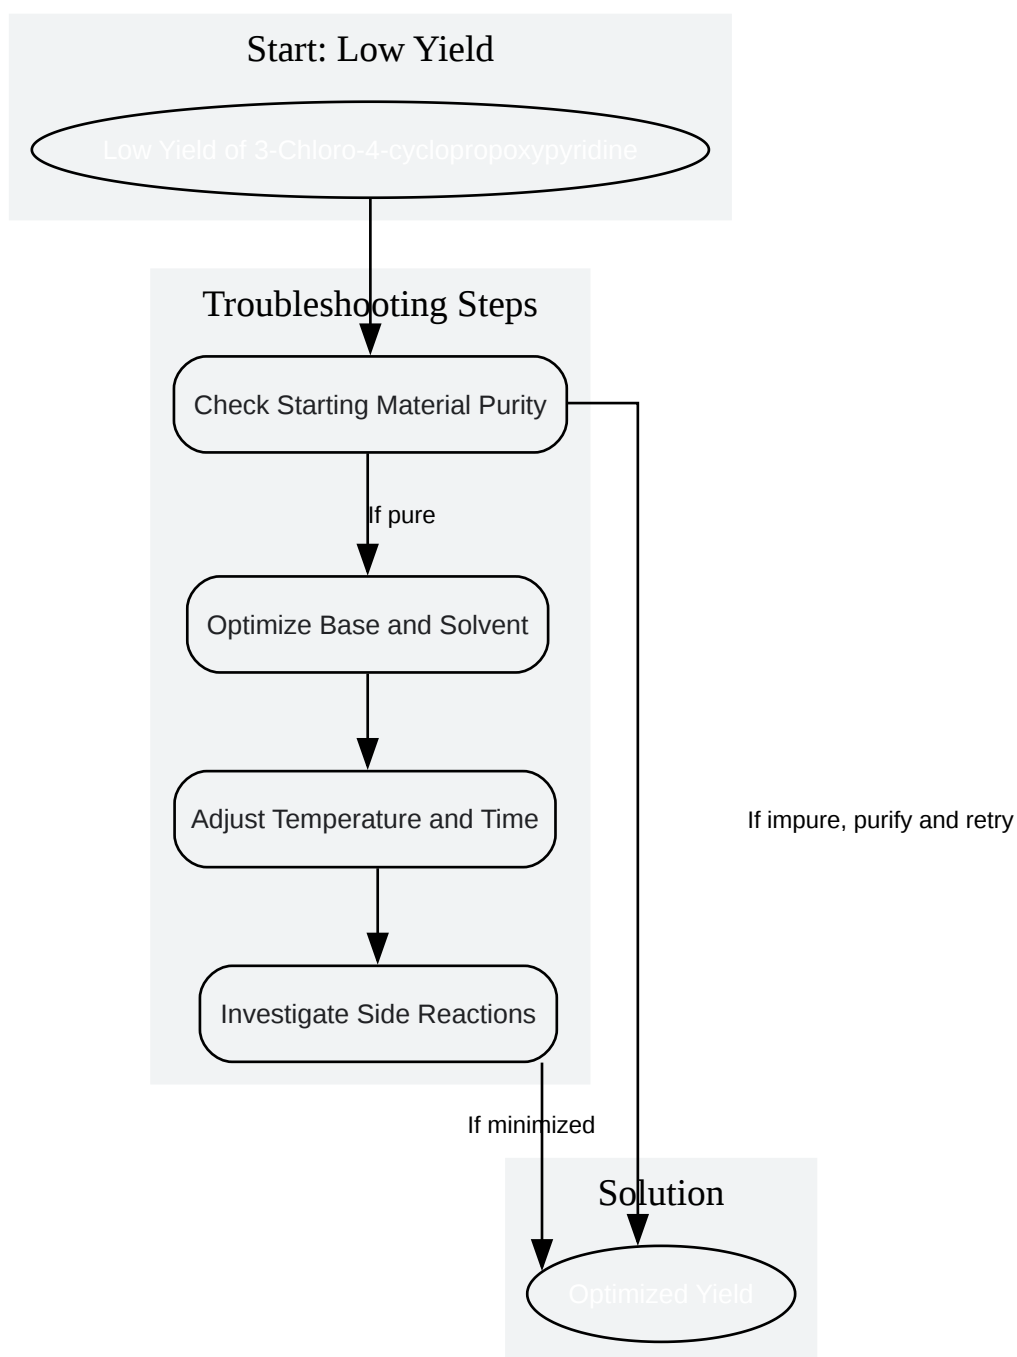 Start: Low Yield
Low Yield of 3-Chloro-4-cyclopropoxypyridine
Troubleshooting Steps
Check Starting Material Purity
If pure
Optimize Base and Solvent
Adjust Temperature and Time
If impure, purify and retry
Investigate Side Reactions
If minimized
Solution
Optimized Yield